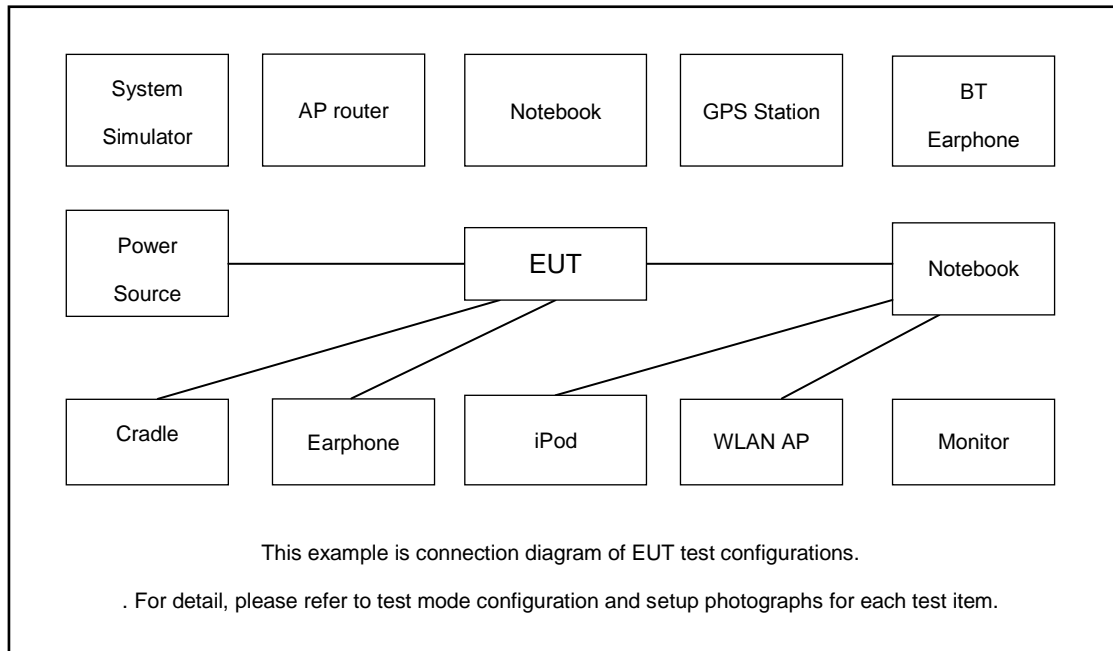 System
Simulator
AP router
Notebook
GPS Station
BT
Earphone
Power
Source
EUT
Notebook
Cradle
Earphone
iPod
WLAN AP
Monitor
This example is connection diagram of EUT test configurations.
. For detail, please refer to test mode configuration and setup photographs for each test item.